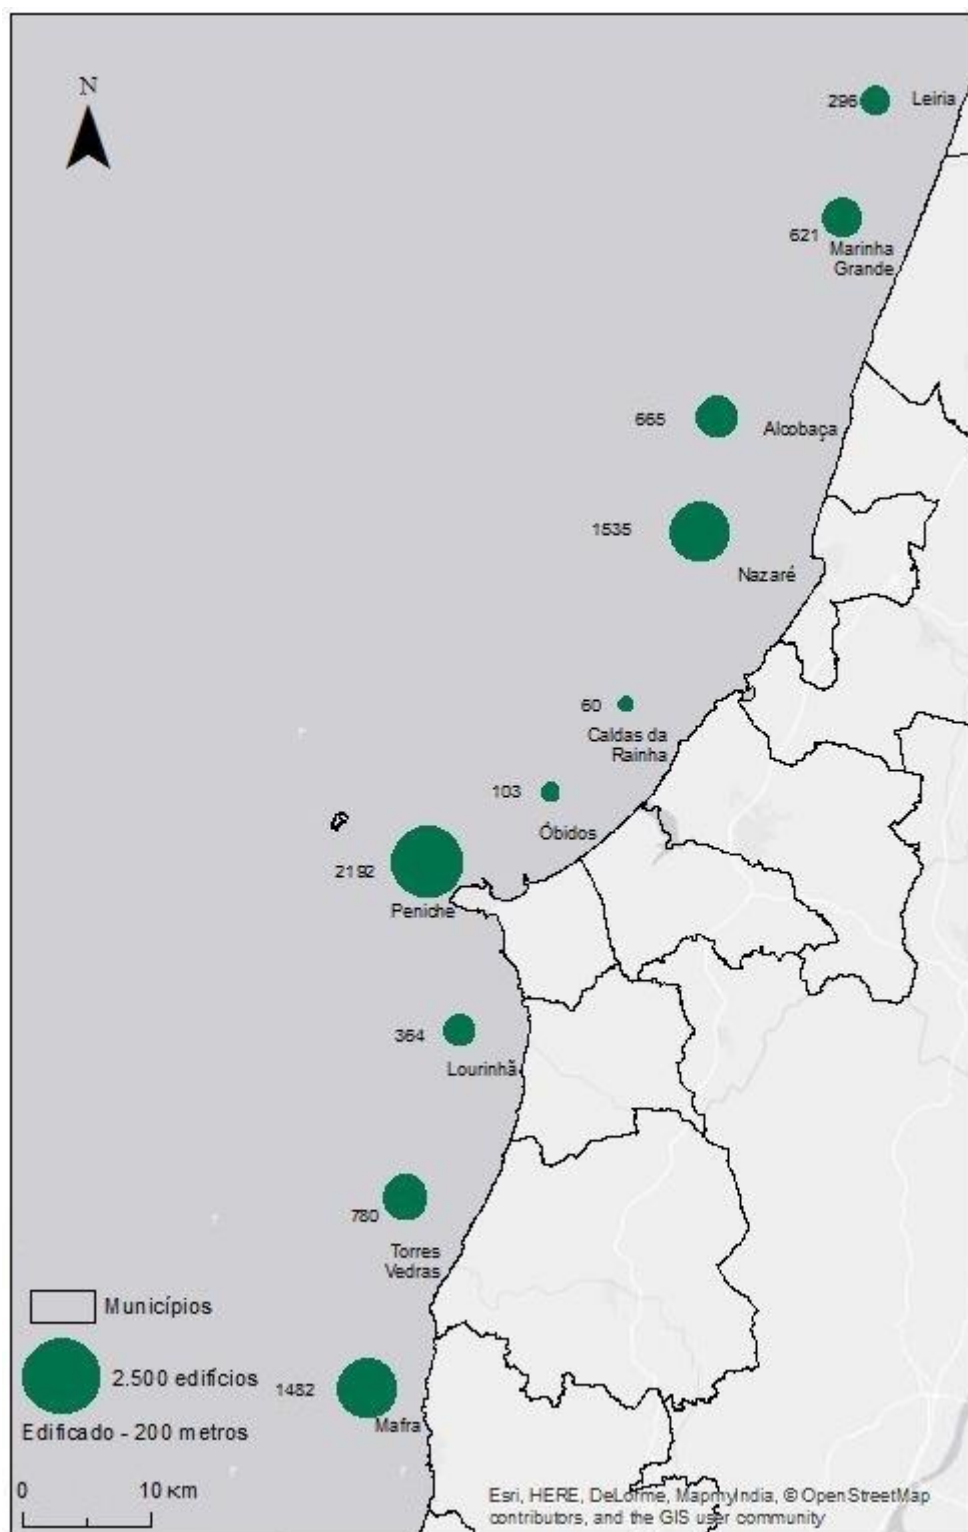 N
296 Leiria
621
Marinha
Grande
665 Alcobaça
1535
Nazaré
60
Caldas da
Rainha
103
Óbidos
2192
Peniche
364
Lourinhã
780
Torres
Vedras
Municípios
2.500 edifícios
1482
Mafra
Edificado - 200 metros
0 10 Km
Esri, HERE, DeLorme, MapmyIndia, © OpenStreetMap
contributors, and the GIS user community